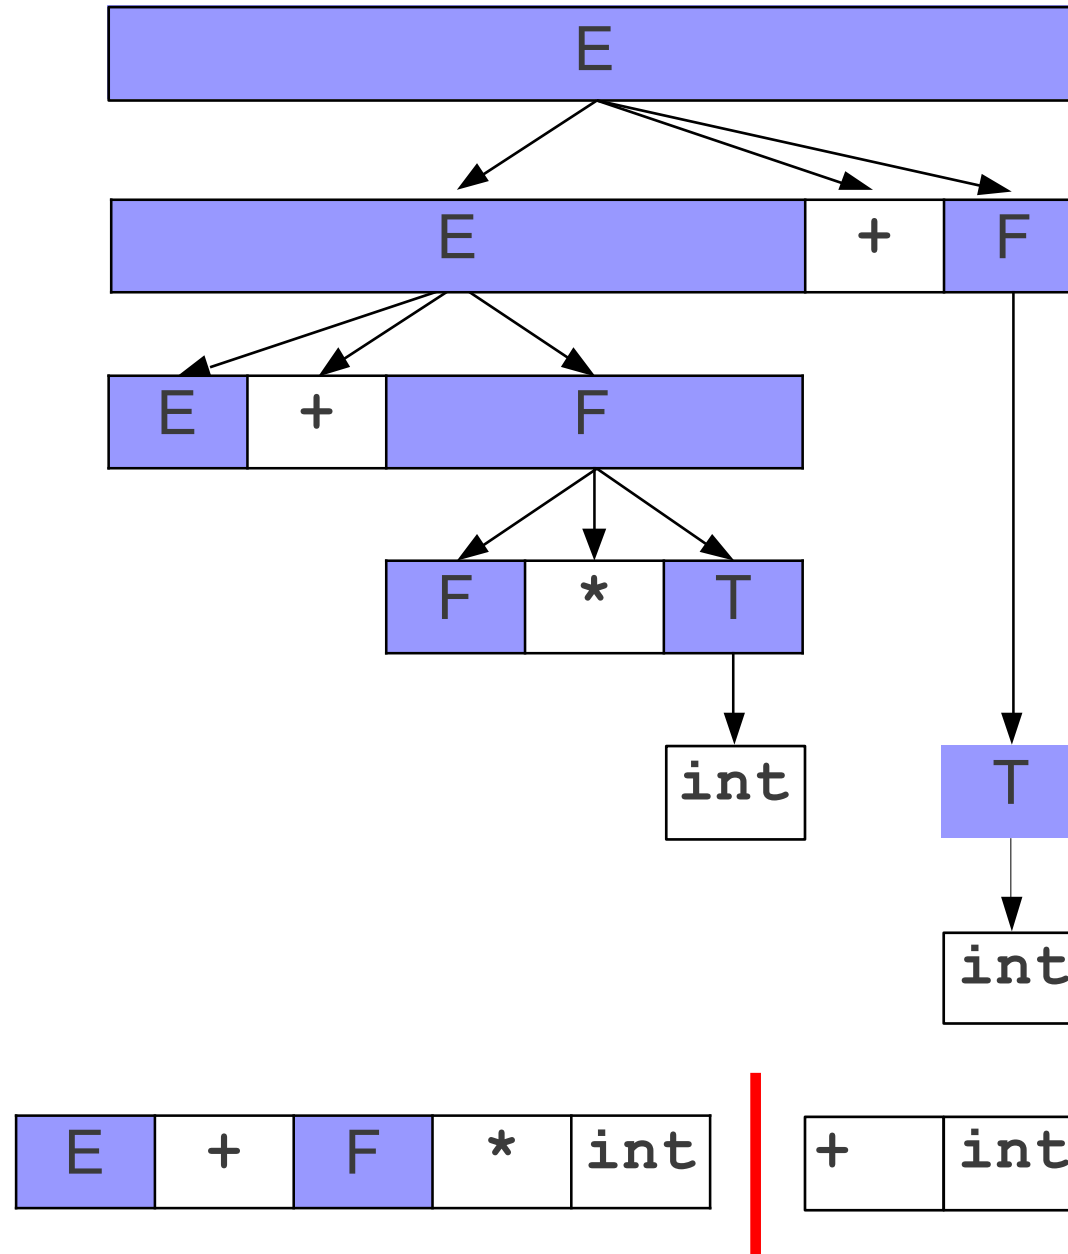 E
E + F
E + F
F * T
int T
int
E + F * int + int